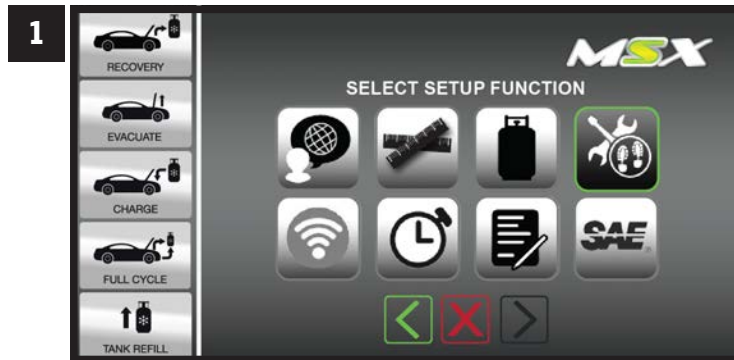 1
RECOVERY
EVACUATE
CHARGE
FULL CYCLE
TANK REFILL
MSX
SELECT SETUP FUNCTION
SAE